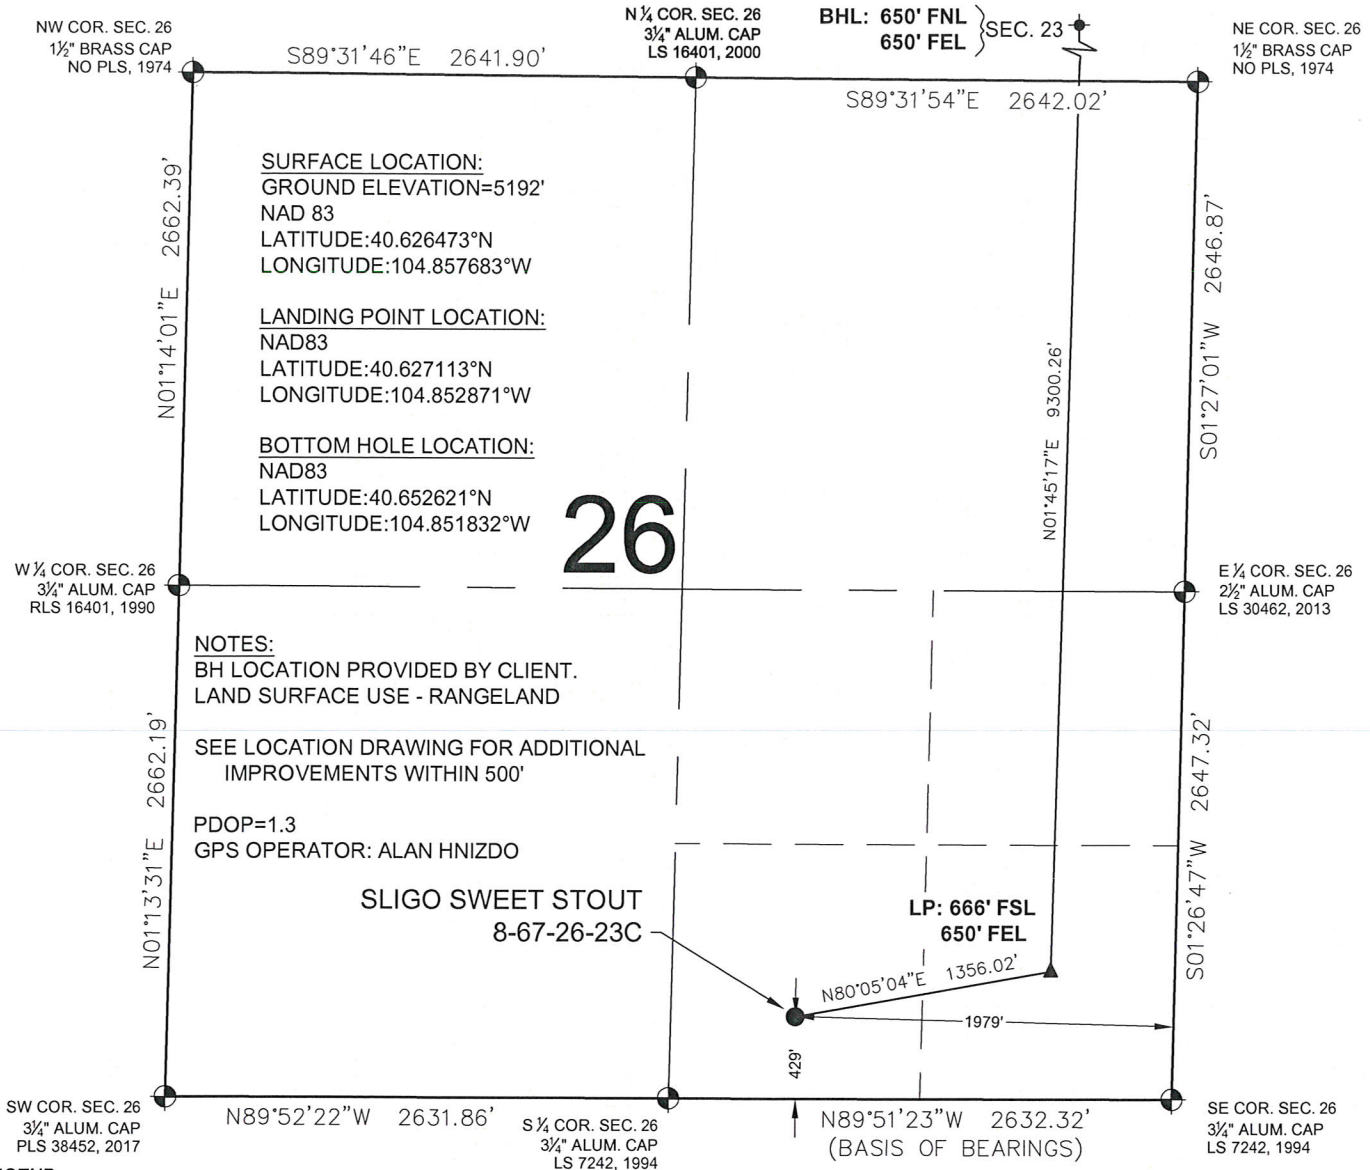 NW COR. SEC. 26
1½" BRASS CAP
NO PLS, 1974
S89°31'46"E 2641.90'
N ¼ COR. SEC. 26
3¼" ALUM. CAP
LS 16401, 2000
BHL: 650' FNL
650' FEL
SEC. 23
NE COR. SEC. 26
1½" BRASS CAP
NO PLS, 1974
S89°31'54"E 2642.02'
N01°14'01"E 2662.39'
SURFACE LOCATION:
GROUND ELEVATION=5192'
NAD 83
LATITUDE:40.626473°N
LONGITUDE:104.857683°W
LANDING POINT LOCATION:
NAD83
LATITUDE:40.627113°N
LONGITUDE:104.852871°W
BOTTOM HOLE LOCATION:
NAD83
LATITUDE:40.652621°N
LONGITUDE:104.851832°W
26
N01°45'17"E 9300.26'
S01°27'01"W 2646.87'
W ¼ COR. SEC. 26
3¼" ALUM. CAP
RLS 16401, 1990
E ¼ COR. SEC. 26
2½" ALUM. CAP
LS 30462, 2013
NOTES:
BH LOCATION PROVIDED BY CLIENT.
LAND SURFACE USE - RANGELAND
SEE LOCATION DRAWING FOR ADDITIONAL
IMPROVEMENTS WITHIN 500'
PDOP=1.3
GPS OPERATOR: ALAN HNIZDO
N01°13'31"E 2662.19'
S01°26'47"W 2647.32'
SLIGO SWEET STOUT
8-67-26-23C
LP: 666' FSL
650' FEL
N80°05'04"E 1356.02'
1979'
429'
SW COR. SEC. 26
3¼" ALUM. CAP
PLS 38452, 2017
N89°52'22"W 2631.86'
S ¼ COR. SEC. 26
3¼" ALUM. CAP
LS 7242, 1994
N89°51'23"W 2632.32'
(BASIS OF BEARINGS)
SE COR. SEC. 26
3¼" ALUM. CAP
LS 7242, 1994